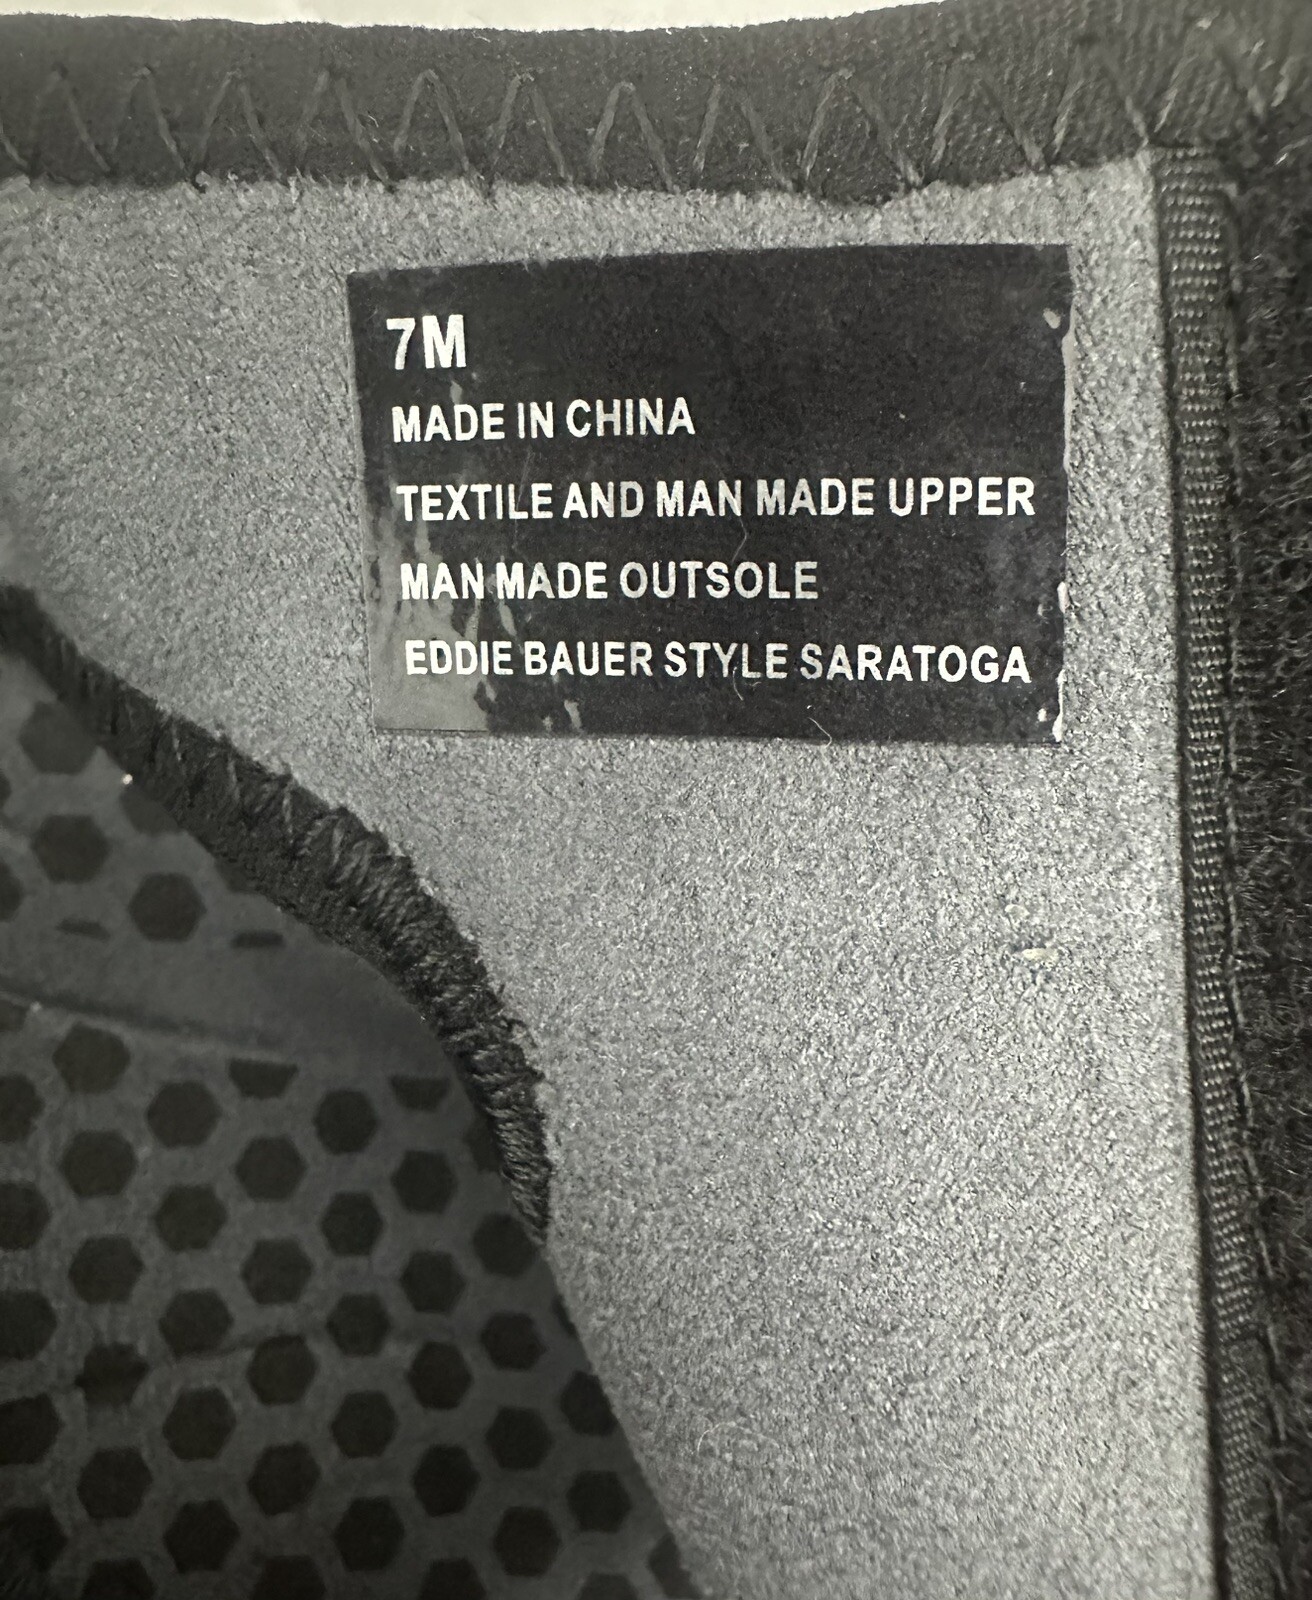 7M
MADE IN CHINA
TEXTILE AND MAN MADE UPPER
MAN MADE OUTSOLE
EDDIE BAUER STYLE SARATOGA